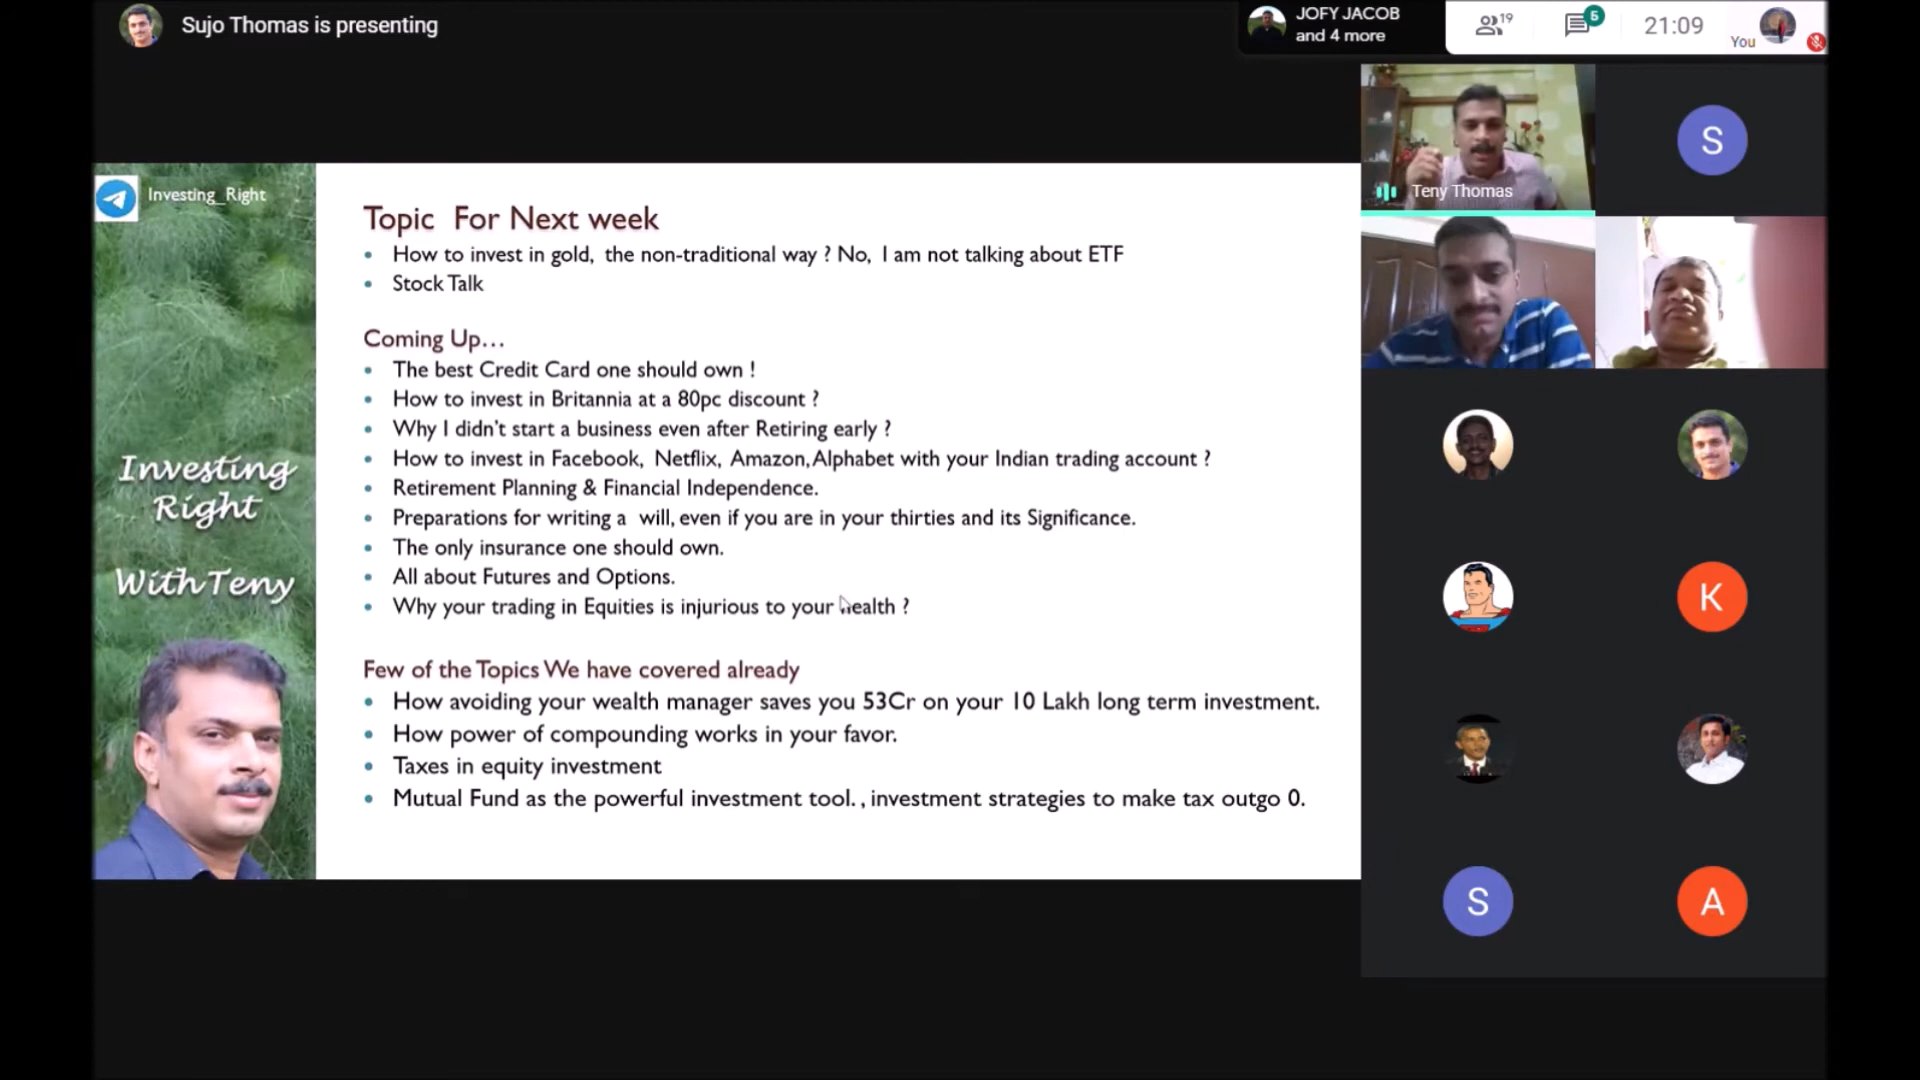 Sujo Thomas is presenting
JOFY JACOB
and 4 more
19
5
21:09
You
Teny Thomas
S
Investing_Right
Investing
Right
With Teny
Topic For Next week
• How to invest in gold, the non-traditional way ? No, I am not talking about ETF
• Stock Talk
Coming Up...
• The best Credit Card one should own !
• How to invest in Britannia at a 80pc discount ?
• Why I didn't start a business even after Retiring early ?
• How to invest in Facebook, Netflix, Amazon, Alphabet with your Indian trading account ?
• Retirement Planning & Financial Independence.
• Preparations for writing a will, even if you are in your thirties and its Significance.
• The only insurance one should own.
• All about Futures and Options.
• Why your trading in Equities is injurious to your health ?
Few of the Topics We have covered already
• How avoiding your wealth manager saves you 53Cr on your 10 Lakh long term investment.
• How power of compounding works in your favor.
• Taxes in equity investment
• Mutual Fund as the powerful investment tool. , investment strategies to make tax outgo 0.
K
S
A